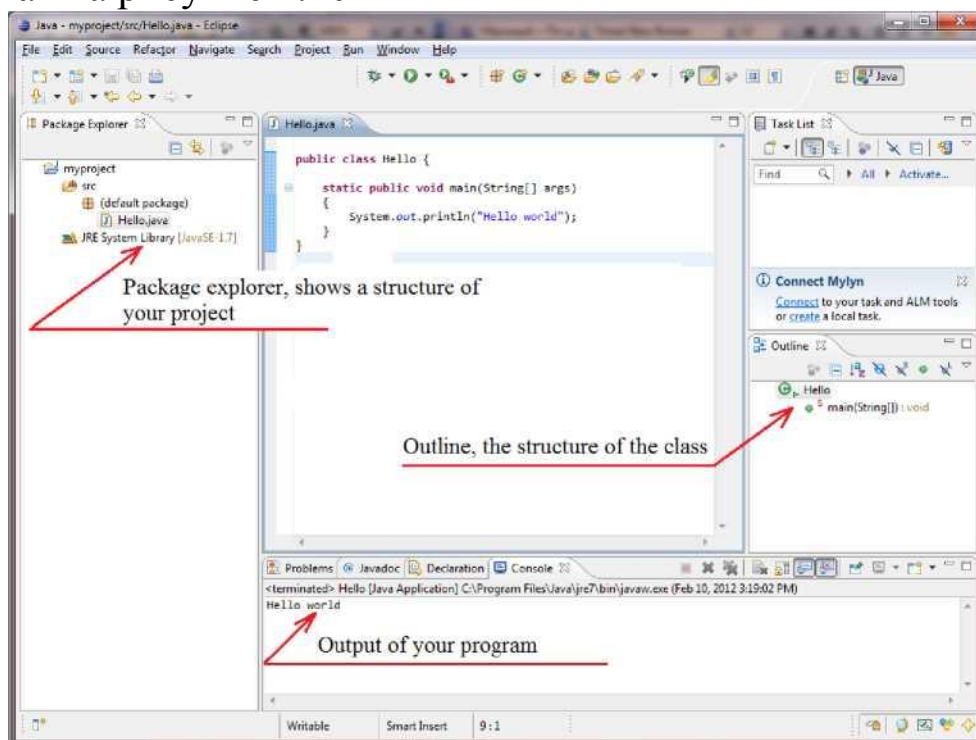 Java - myproject/src/Hello.java - Eclipse
File Edit Source Refactor Navigate Search Project Run Window Help
Java
Package Explorer
myproject
src
(default package)
Hello.java
JRE System Library [JavaSE-1.7]
Hello.java
public class Hello {
static public void main(String[] args)
{
System.out.println("Hello world");
}
}
Package explorer, shows a structure of
your project
Task List
Find All Activate...
Connect Mylyn
Connect to your task and ALM tools
or create a local task.
Outline
Hello
main(String[]) : void
Outline, the structure of the class
Problems @ Javadoc Declaration Console
<terminated> Hello [Java Application] C:\Program Files\Java\jre7\bin\javaw.exe (Feb 10, 2012 3:19:02 PM)
Hello world
Output of your program
Writable Smart Insert 9:1